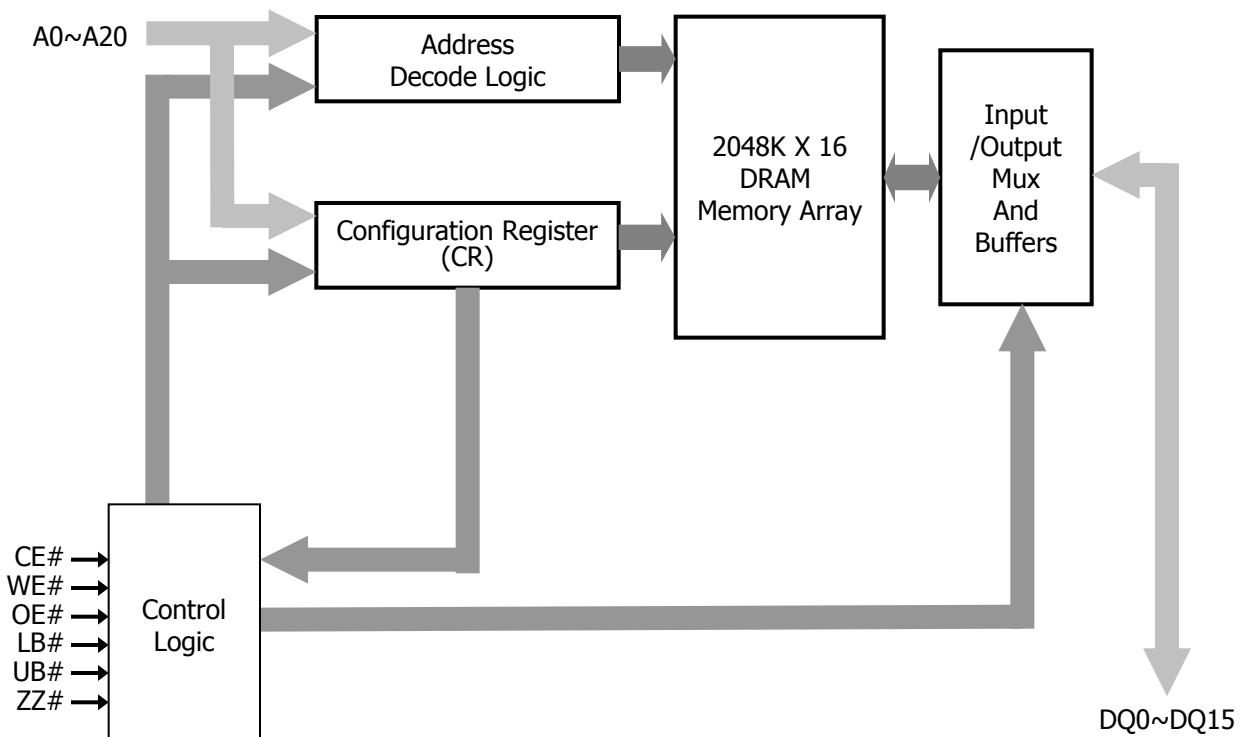 A0~A20
Address
Decode Logic
2048K X 16
DRAM
Memory Array
Input
/Output
Mux
And
Buffers
Configuration Register
(CR)
CE#
WE#
OE#
LB#
UB#
ZZ#
Control
Logic
DQ0~DQ15